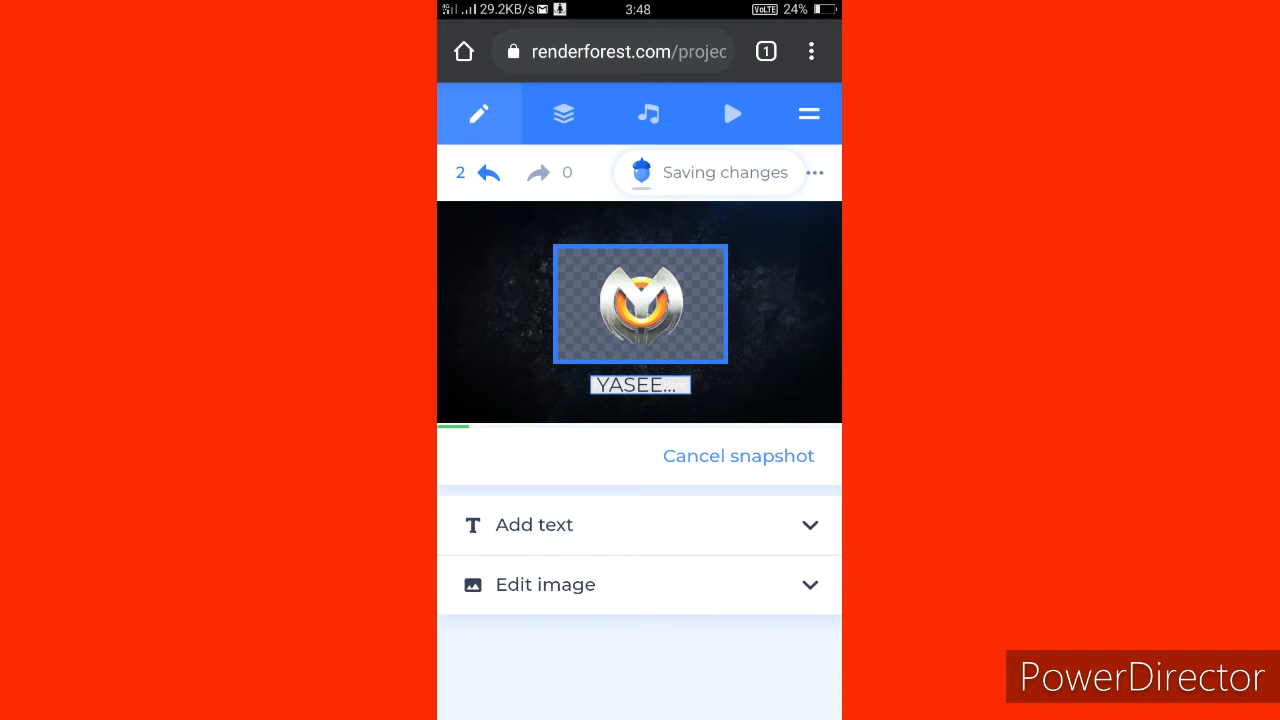 29.2KB/s
3:48
VoLTE 24%
renderforest.com/projec
1
2
0
Saving changes
YASEE...
Cancel snapshot
Add text
Edit image
PowerDirector